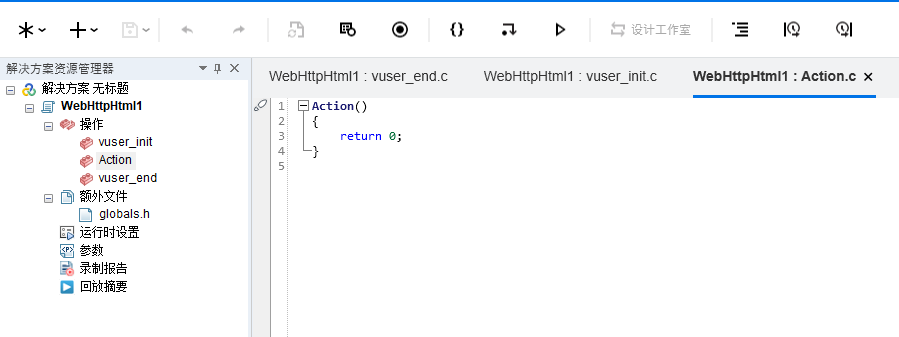 设计工作室
解决方案资源管理器
解决方案 无标题
WebHttpHtml1
操作
vuser_init
Action
vuser_end
额外文件
globals.h
运行时设置
参数
录制报告
回放摘要
WebHttpHtml1 : vuser_end.c
WebHttpHtml1 : vuser_init.c
WebHttpHtml1 : Action.c
1 Action()
2 {
3 return 0;
4 }
5